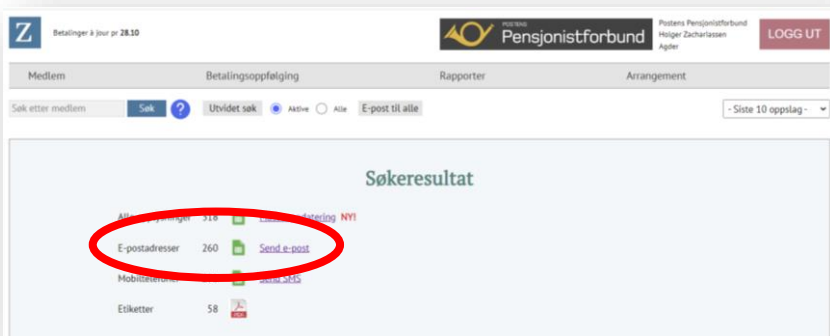 Z Betalinger à jour pr 28.10 POSTENS Pensjonistforbund Postens Pensjonistforbund
Holger Zachariassen
Agder
LOGG UT
Medlem Betalingsoppfølging Rapporter Arrangement
Søk etter medlem Søk ? Utvidet søk Aktive Alle E-post til alle - Siste 10 oppslag -
Søkeresultat
318 NY!
E-postadresser 260 Send e-post
Send SMS
Etiketter 58 PDF